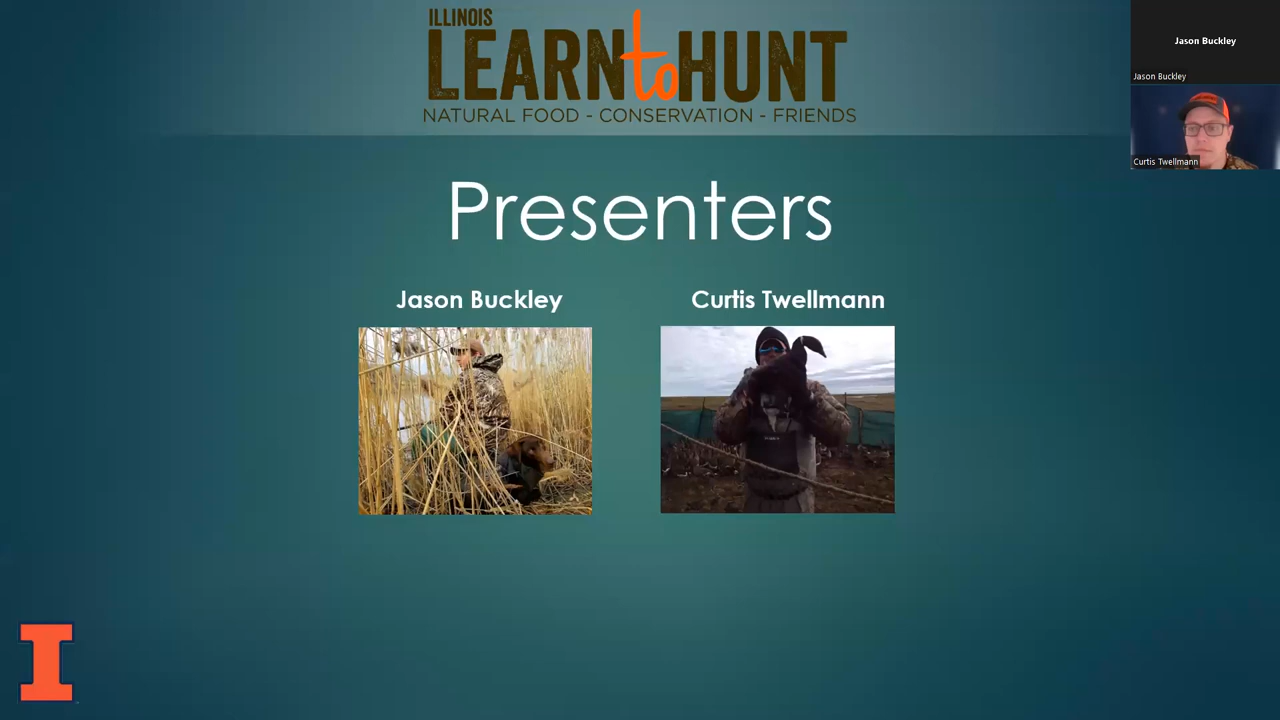 ILLINOIS
LEARN to HUNT
NATURAL FOOD - CONSERVATION - FRIENDS
Jason Buckley
Jason Buckley
Curtis Twellmann
Presenters
Jason Buckley
Curtis Twellmann
I